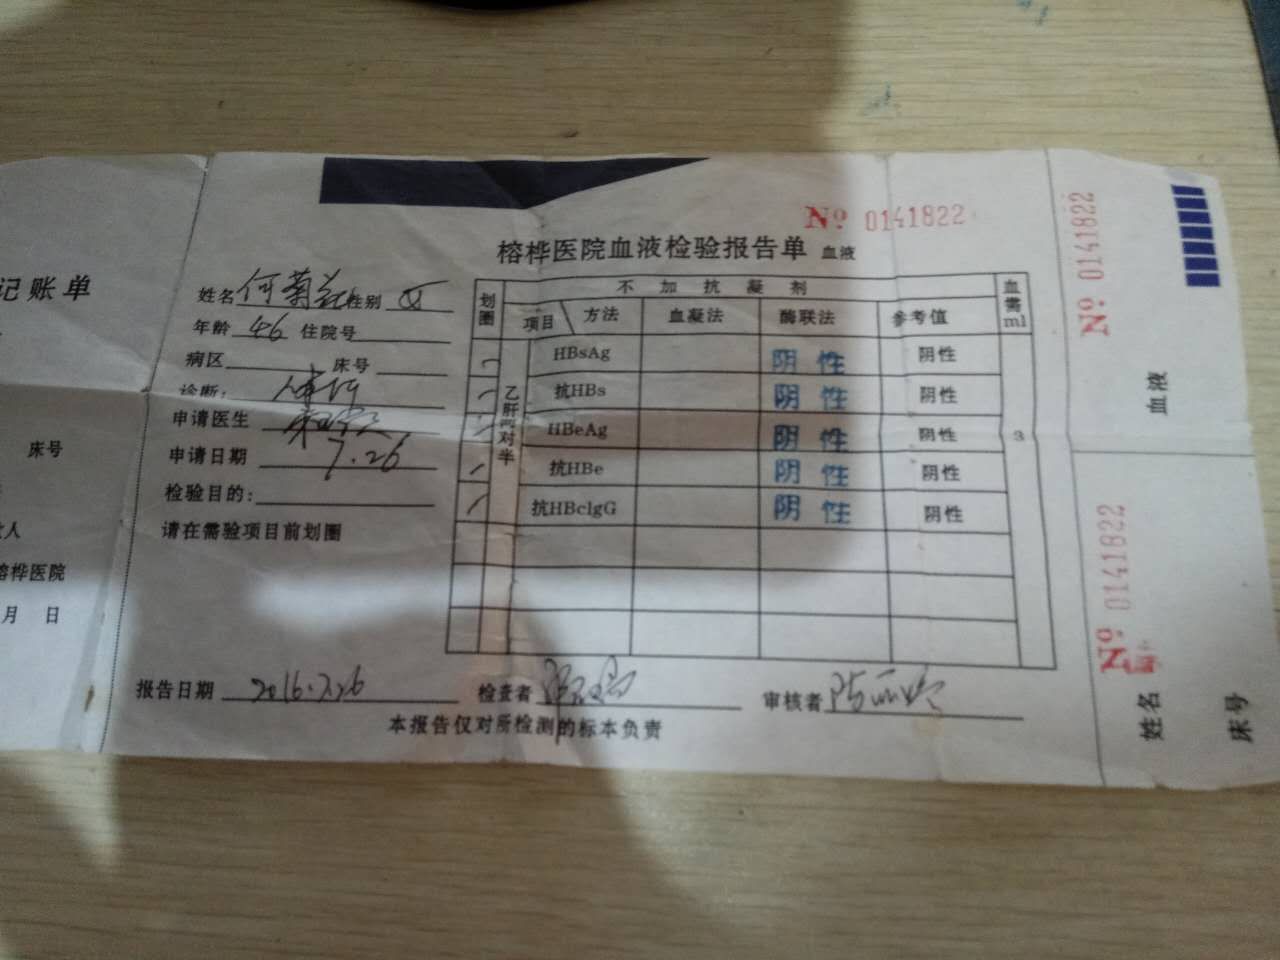 记账单
床号
人
榕桦医院
月 日
No 0141822
榕桦医院血液检验报告单 血液
姓名 何菊兰 性别 女
年龄 46 住院号
病区 床号
诊断:
申请医生
申请日期 7.26
检验目的:
请在需验项目前划圈
划圈 不加抗凝剂 血需ml
项目 方法 血凝法 酶联法 参考值
乙肝两对半
HBsAg 阴性 阴性
抗HBs 阴性 阴性
HBeAg 阴性 阴性 3
抗HBe 阴性 阴性
抗HBclgG 阴性 阴性
报告日期 2016.7.26 检查者 审核者
本报告仅对所检测的标本负责
No 0141822
血液
No 0141822
姓名
床号